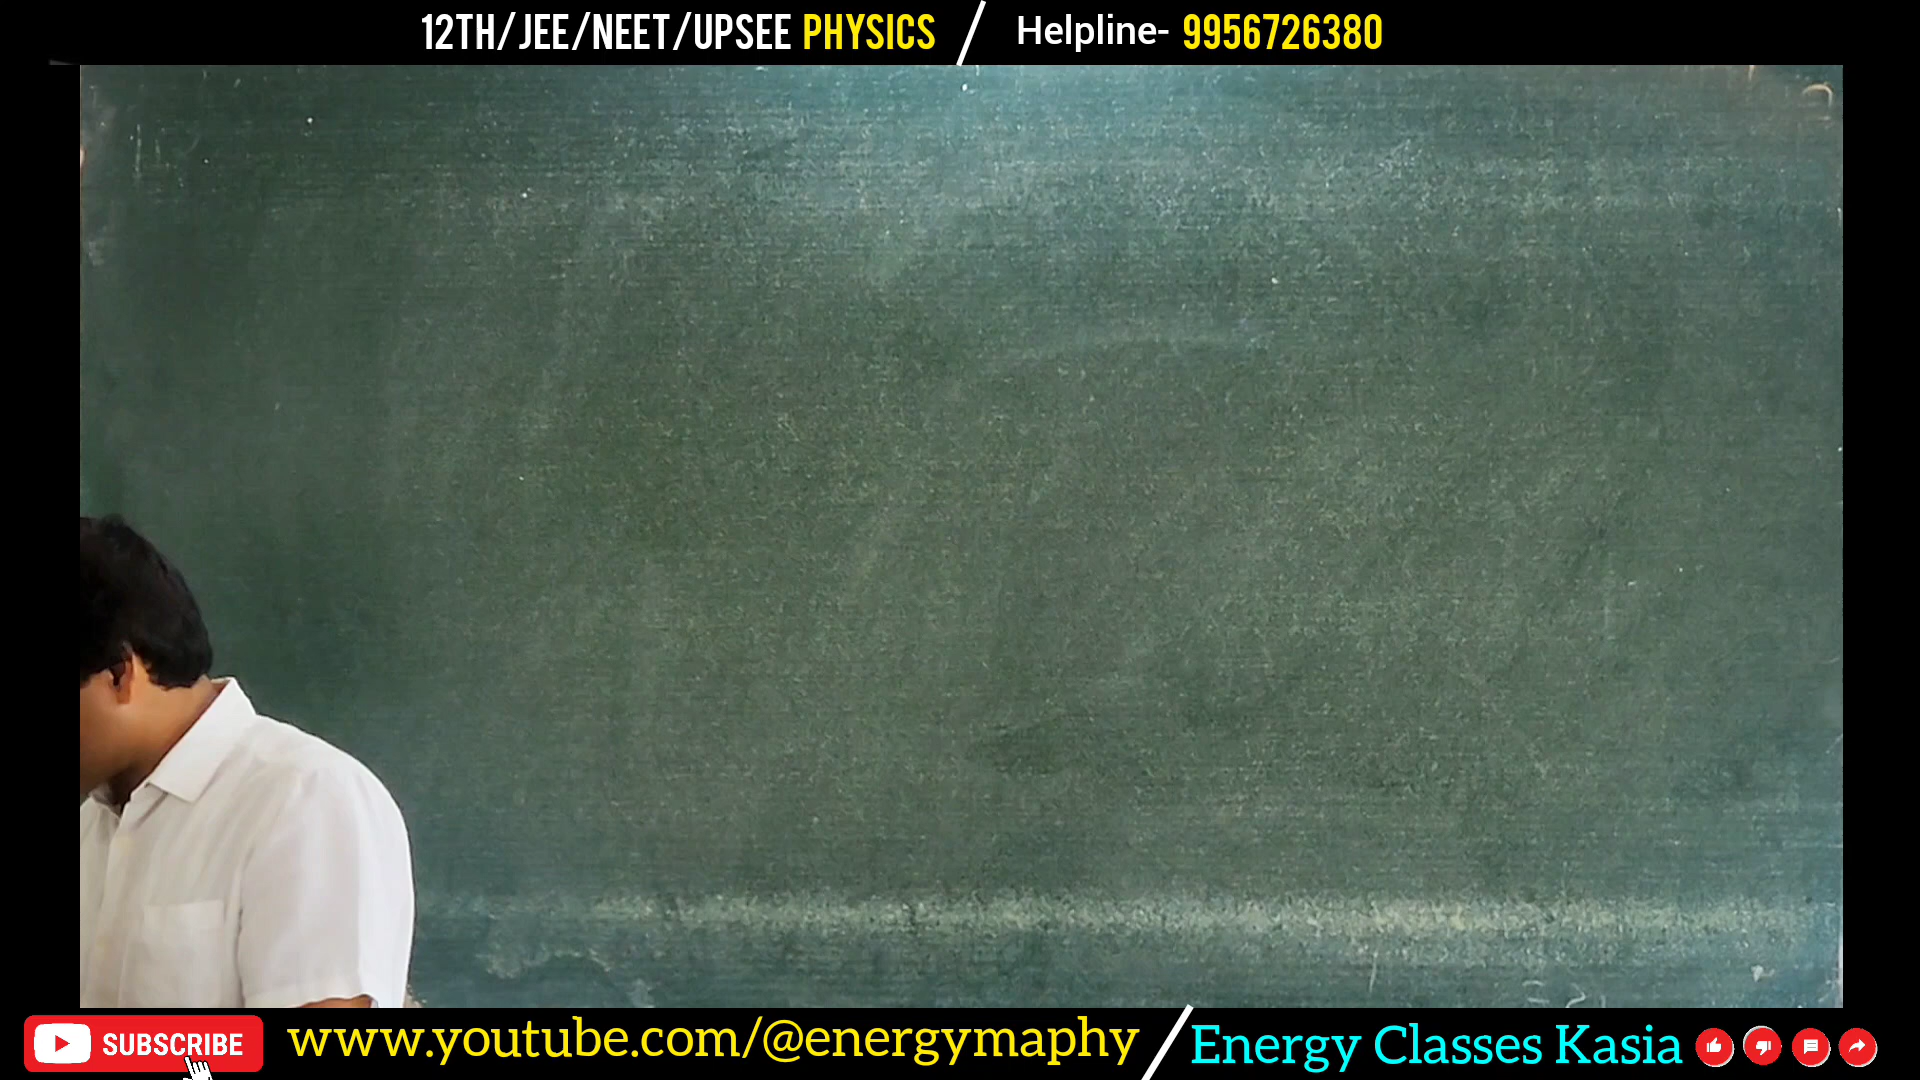 12TH/JEE/NEET/UPSEE PHYSICS / Helpline- 9956726380
SUBSCRIBE www.youtube.com/@energymaphy / Energy Classes Kasia